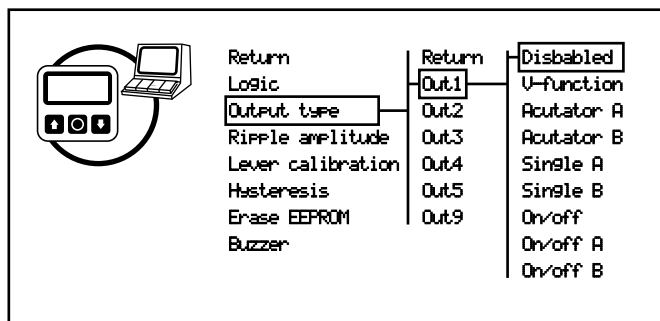 Return
Logic
Output type
Ripple amplitude
Lever calibration
Hysteresis
Erase EEPROM
Buzzer
Return
Out1
Out2
Out3
Out4
Out5
Out9
Disbabled
V-function
Acutator A
Acutator B
Single A
Single B
On/off
On/off A
On/off B